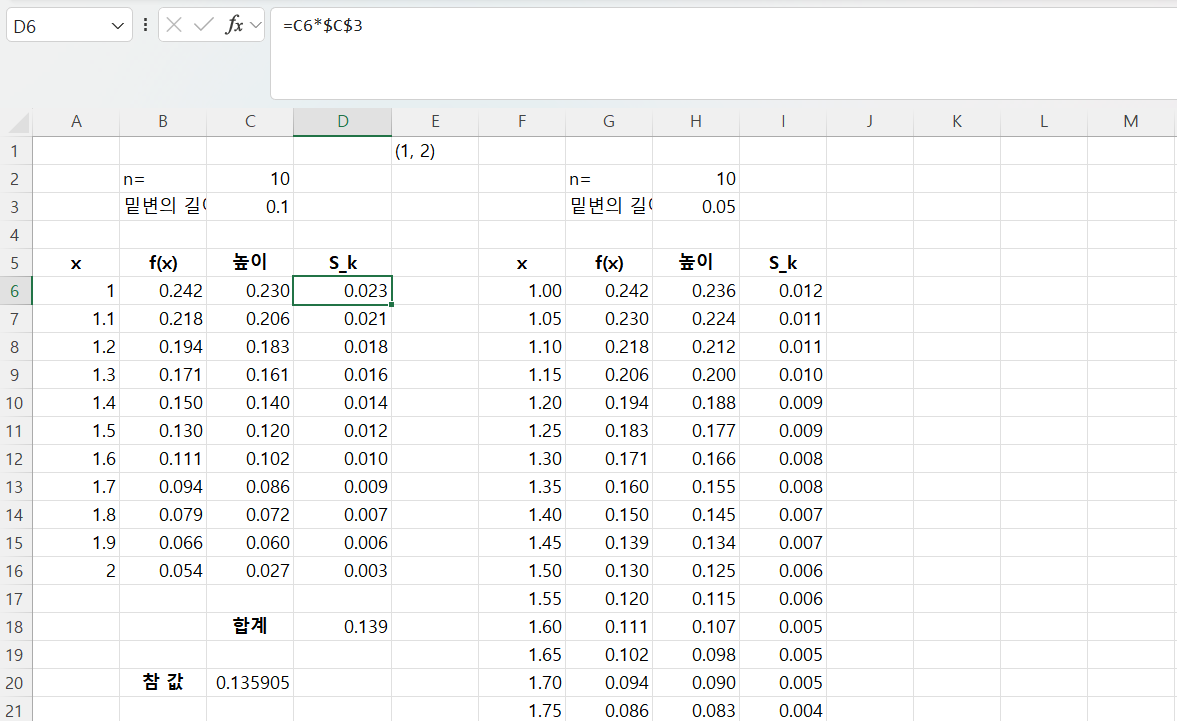 D6 fx =C6*$C$3
A B C D E F G H I J K L M
1 (1, 2)
2 n= 10 n= 10
3 밑변의 0.1 밑변의 0.05
4
5 x f(x) 높이 S_k x f(x) 높이 S_k
6 1 0.242 0.230 0.023 1.00 0.242 0.236 0.012
7 1.1 0.218 0.206 0.021 1.05 0.230 0.224 0.011
8 1.2 0.194 0.183 0.018 1.10 0.218 0.212 0.011
9 1.3 0.171 0.161 0.016 1.15 0.206 0.200 0.010
10 1.4 0.150 0.140 0.014 1.20 0.194 0.188 0.009
11 1.5 0.130 0.120 0.012 1.25 0.183 0.177 0.009
12 1.6 0.111 0.102 0.010 1.30 0.171 0.166 0.008
13 1.7 0.094 0.086 0.009 1.35 0.160 0.155 0.008
14 1.8 0.079 0.072 0.007 1.40 0.150 0.145 0.007
15 1.9 0.066 0.060 0.006 1.45 0.139 0.134 0.007
16 2 0.054 0.027 0.003 1.50 0.130 0.125 0.006
17 1.55 0.120 0.115 0.006
18 합계 0.139 1.60 0.111 0.107 0.005
19 1.65 0.102 0.098 0.005
20 참 값 0.135905 1.70 0.094 0.090 0.005
21 1.75 0.086 0.083 0.004